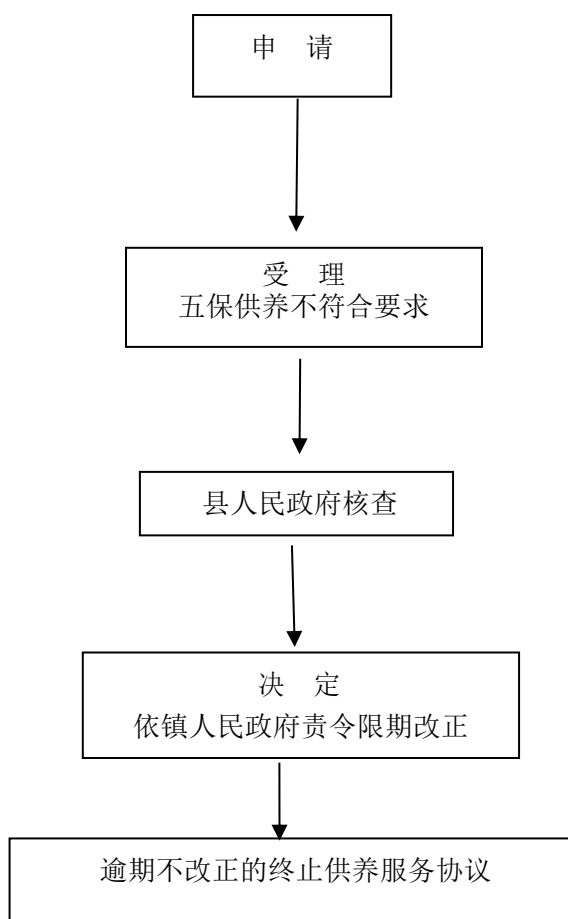 申　请
受　理
五保供养不符合要求
县人民政府核查
决　定
依镇人民政府责令限期改正
逾期不改正的终止供养服务协议